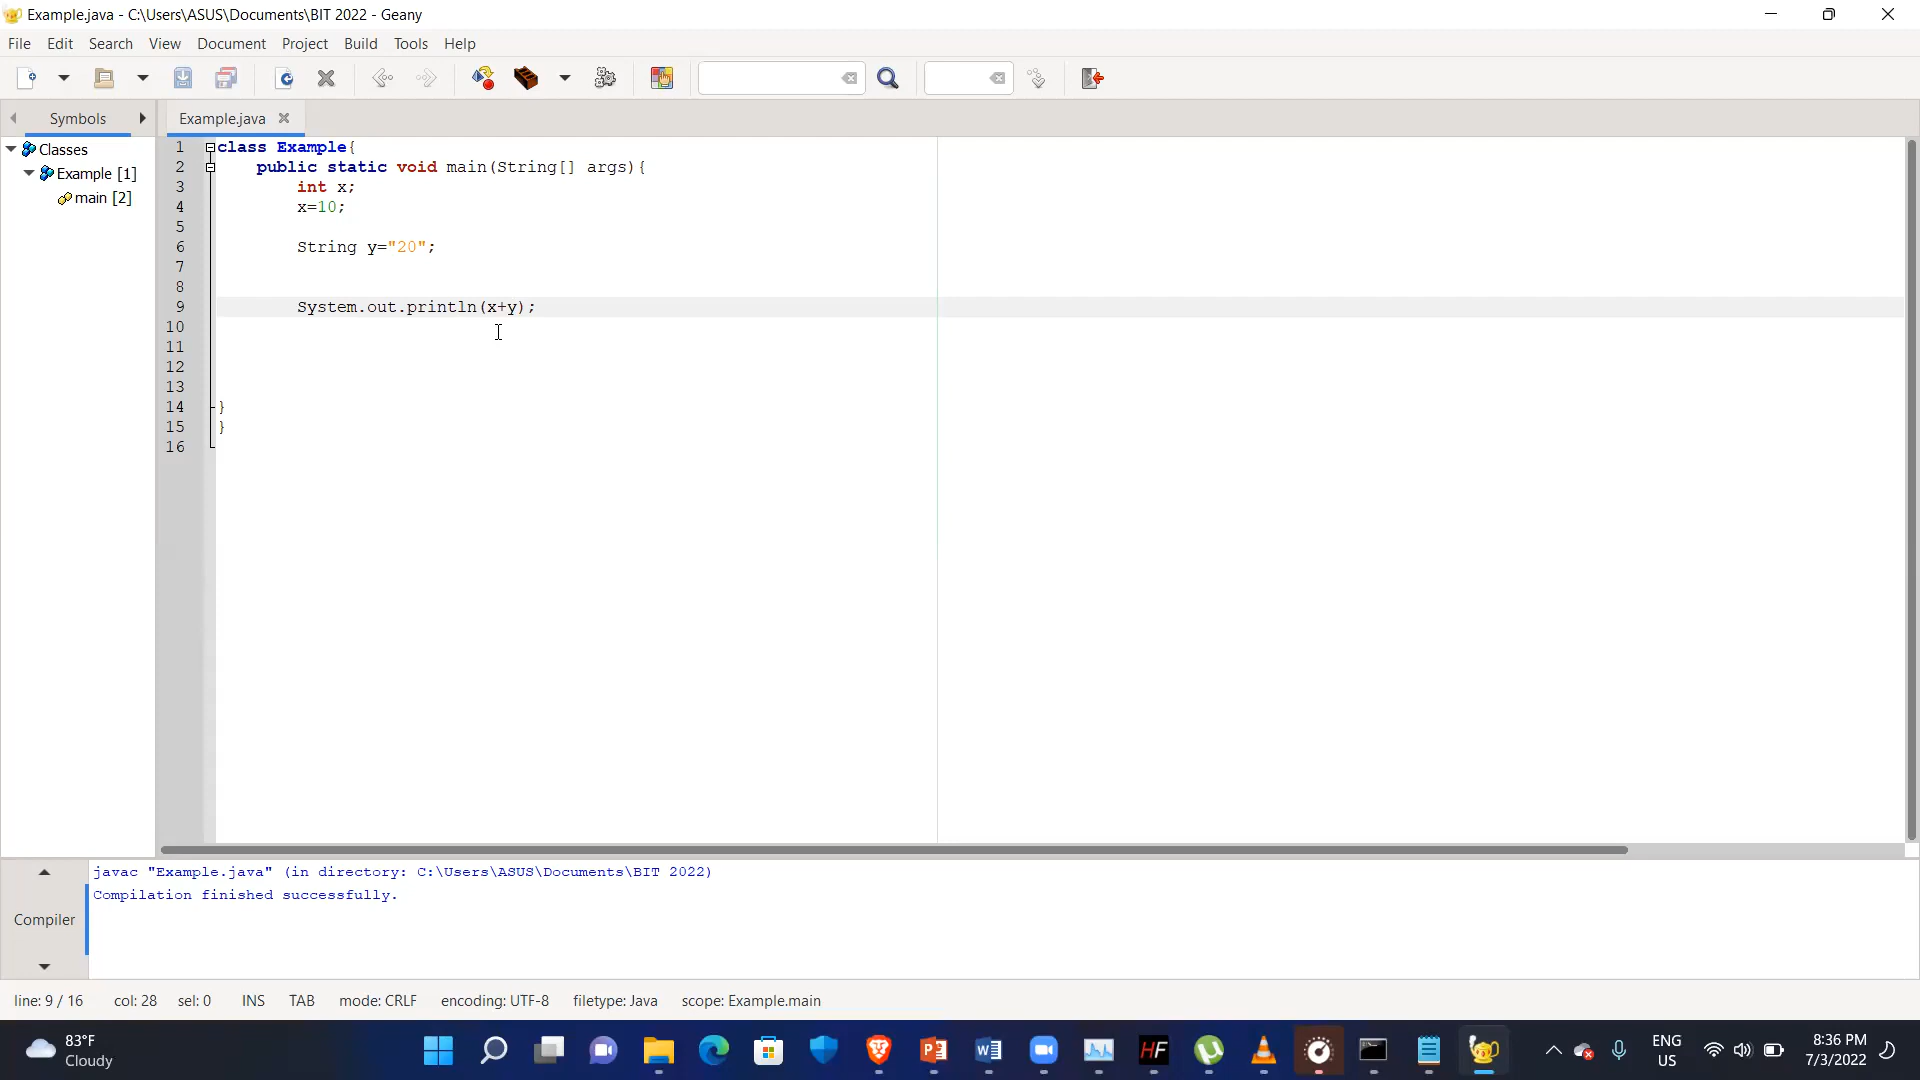 Example.java - C:\Users\ASUS\Documents\BIT 2022 - Geany
File Edit Search View Document Project Build Tools Help
Symbols
Example.java
Classes
Example [1]
main [2]
1 class Example{
2 public static void main(String[] args){
3 int x;
4 x=10;
5
6 String y="20";
7
8
9 System.out.println(x+y);
10
11
12
13
14 }
15 }
16
javac "Example.java" (in directory: C:\Users\ASUS\Documents\BIT 2022)
Compilation finished successfully.
Compiler
line: 9 / 16 col: 28 sel: 0 INS TAB mode: CRLF encoding: UTF-8 filetype: Java scope: Example.main
83°F
Cloudy
HF
ENG
US
8:36 PM
7/3/2022